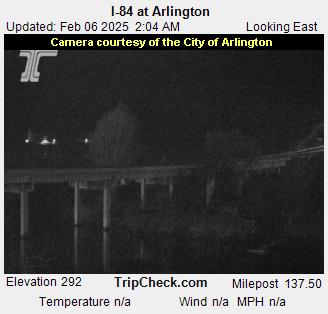 I-84 at Arlington
Updated: Feb 06 2025 2:04 AM Looking East
Camera courtesy of the City of Arlington
Elevation 292 TripCheck.com Milepost 137.50
Temperature n/a Wind n/a MPH n/a